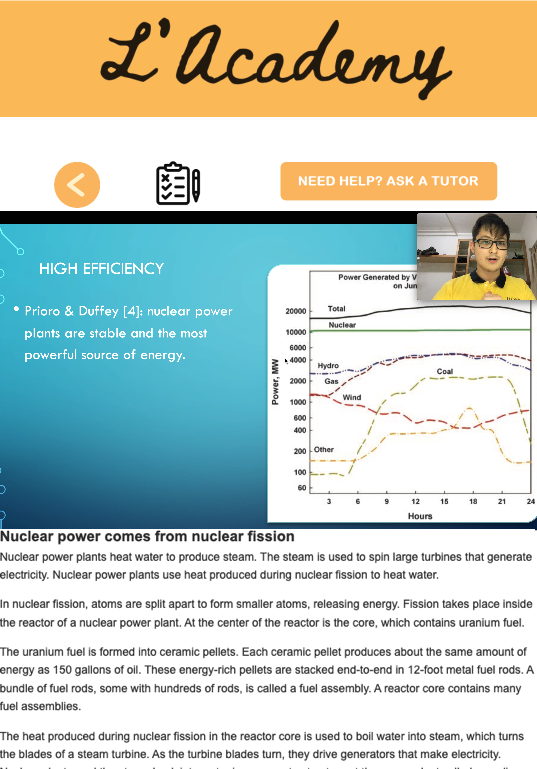 L'Academy
NEED HELP? ASK A TUTOR
HIGH EFFICIENCY
• Prioro & Duffey [4]: nuclear power
plants are stable and the most
powerful source of energy.
Power Generated by V
on Jun
Power, MW
20000
10000
6000
4000
2000
1000
600
400
200
100
60
Total
Nuclear
Hydro
Gas
Coal
Wind
Other
3 6 9 12 15 18 21 24
Hours
Nuclear power comes from nuclear fission
Nuclear power plants heat water to produce steam. The steam is used to spin large turbines that generate
electricity. Nuclear power plants use heat produced during nuclear fission to heat water.
In nuclear fission, atoms are split apart to form smaller atoms, releasing energy. Fission takes place inside
the reactor of a nuclear power plant. At the center of the reactor is the core, which contains uranium fuel.
The uranium fuel is formed into ceramic pellets. Each ceramic pellet produces about the same amount of
energy as 150 gallons of oil. These energy-rich pellets are stacked end-to-end in 12-foot metal fuel rods. A
bundle of fuel rods, some with hundreds of rods, is called a fuel assembly. A reactor core contains many
fuel assemblies.
The heat produced during nuclear fission in the reactor core is used to boil water into steam, which turns
the blades of a steam turbine. As the turbine blades turn, they drive generators that make electricity.